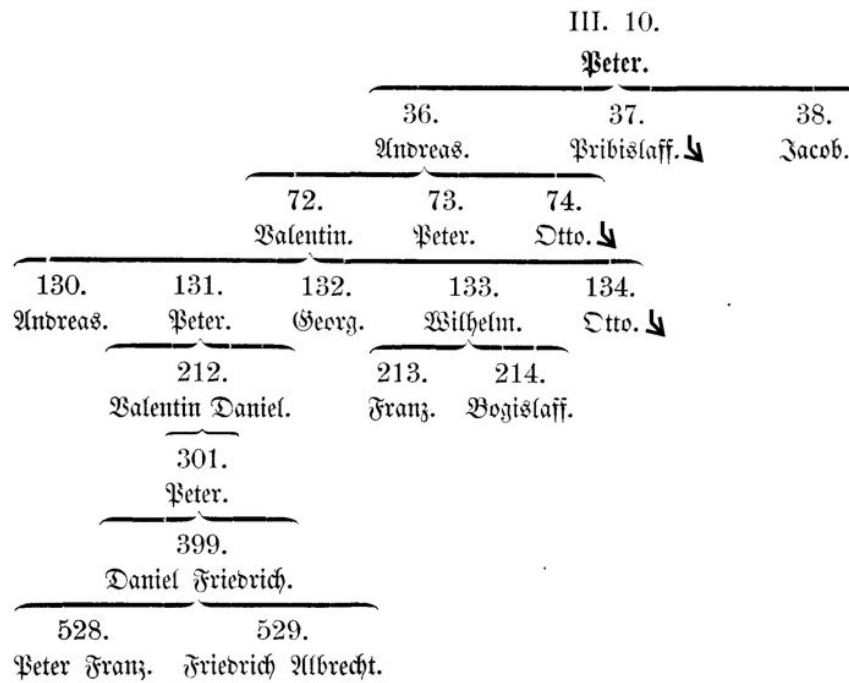 III. 10.
Peter.
36. 37. 38.
Andreas. Pribislaff. Jacob.
72. 73. 74.
Valentin. Peter. Otto.
130. 131. 132. 133. 134.
Andreas. Peter. Georg. Wilhelm. Otto.
212. 213. 214.
Valentin Daniel. Franz. Bogislaff.
301.
Peter.
399.
Daniel Friedrich.
528. 529.
Peter Franz. Friedrich Albrecht.